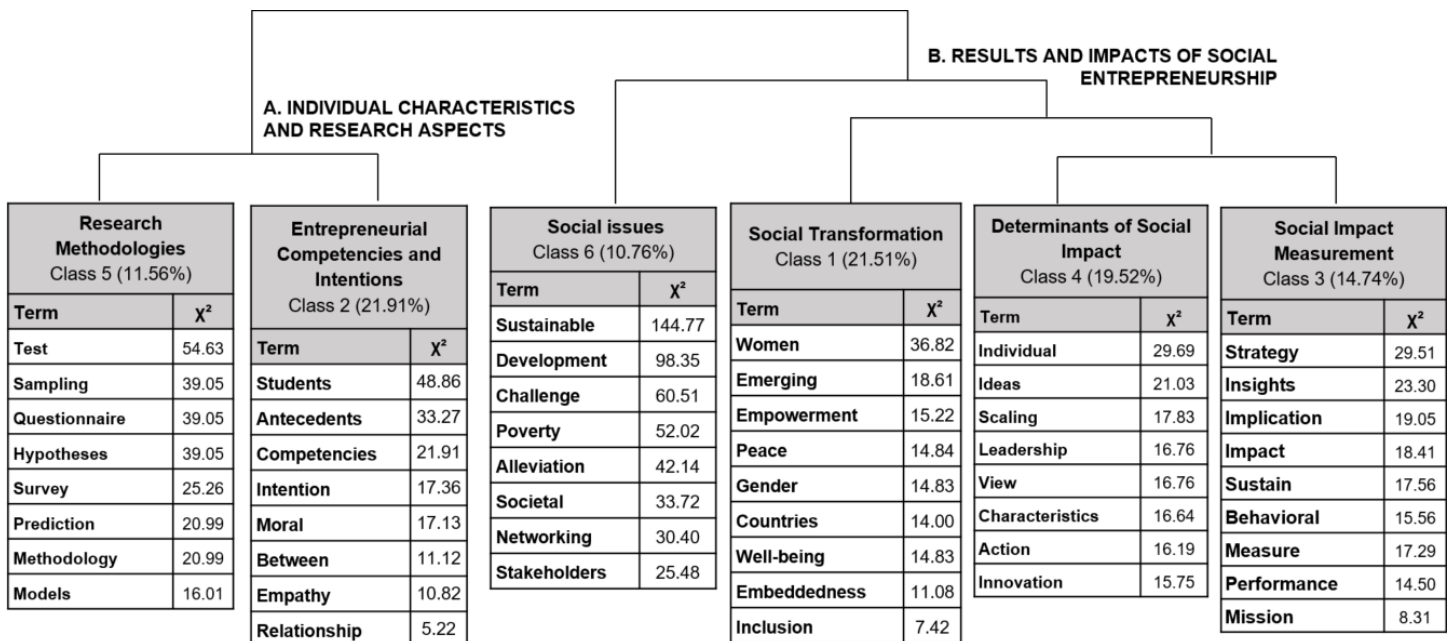 B. RESULTS AND IMPACTS OF SOCIAL
ENTREPRENEURSHIP
A. INDIVIDUAL CHARACTERISTICS
AND RESEARCH ASPECTS
Research
Methodologies
Class 5 (11.56%)
Term X²
Test 54.63
Sampling 39.05
Questionnaire 39.05
Hypotheses 39.05
Survey 25.26
Prediction 20.99
Methodology 20.99
Models 16.01
Entrepreneurial
Competencies and
Intentions
Class 2 (21.91%)
Term X²
Students 48.86
Antecedents 33.27
Competencies 21.91
Intention 17.36
Moral 17.13
Between 11.12
Empathy 10.82
Relationship 5.22
Social issues
Class 6 (10.76%)
Term X²
Sustainable 144.77
Development 98.35
Challenge 60.51
Poverty 52.02
Alleviation 42.14
Societal 33.72
Networking 30.40
Stakeholders 25.48
Social Transformation
Class 1 (21.51%)
Term X²
Women 36.82
Emerging 18.61
Empowerment 15.22
Peace 14.84
Gender 14.83
Countries 14.00
Well-being 14.83
Embeddedness 11.08
Inclusion 7.42
Determinants of Social
Impact
Class 4 (19.52%)
Term X²
Individual 29.69
Ideas 21.03
Scaling 17.83
Leadership 16.76
View 16.76
Characteristics 16.64
Action 16.19
Innovation 15.75
Social Impact
Measurement
Class 3 (14.74%)
Term X²
Strategy 29.51
Insights 23.30
Implication 19.05
Impact 18.41
Sustain 17.56
Behavioral 15.56
Measure 17.29
Performance 14.50
Mission 8.31